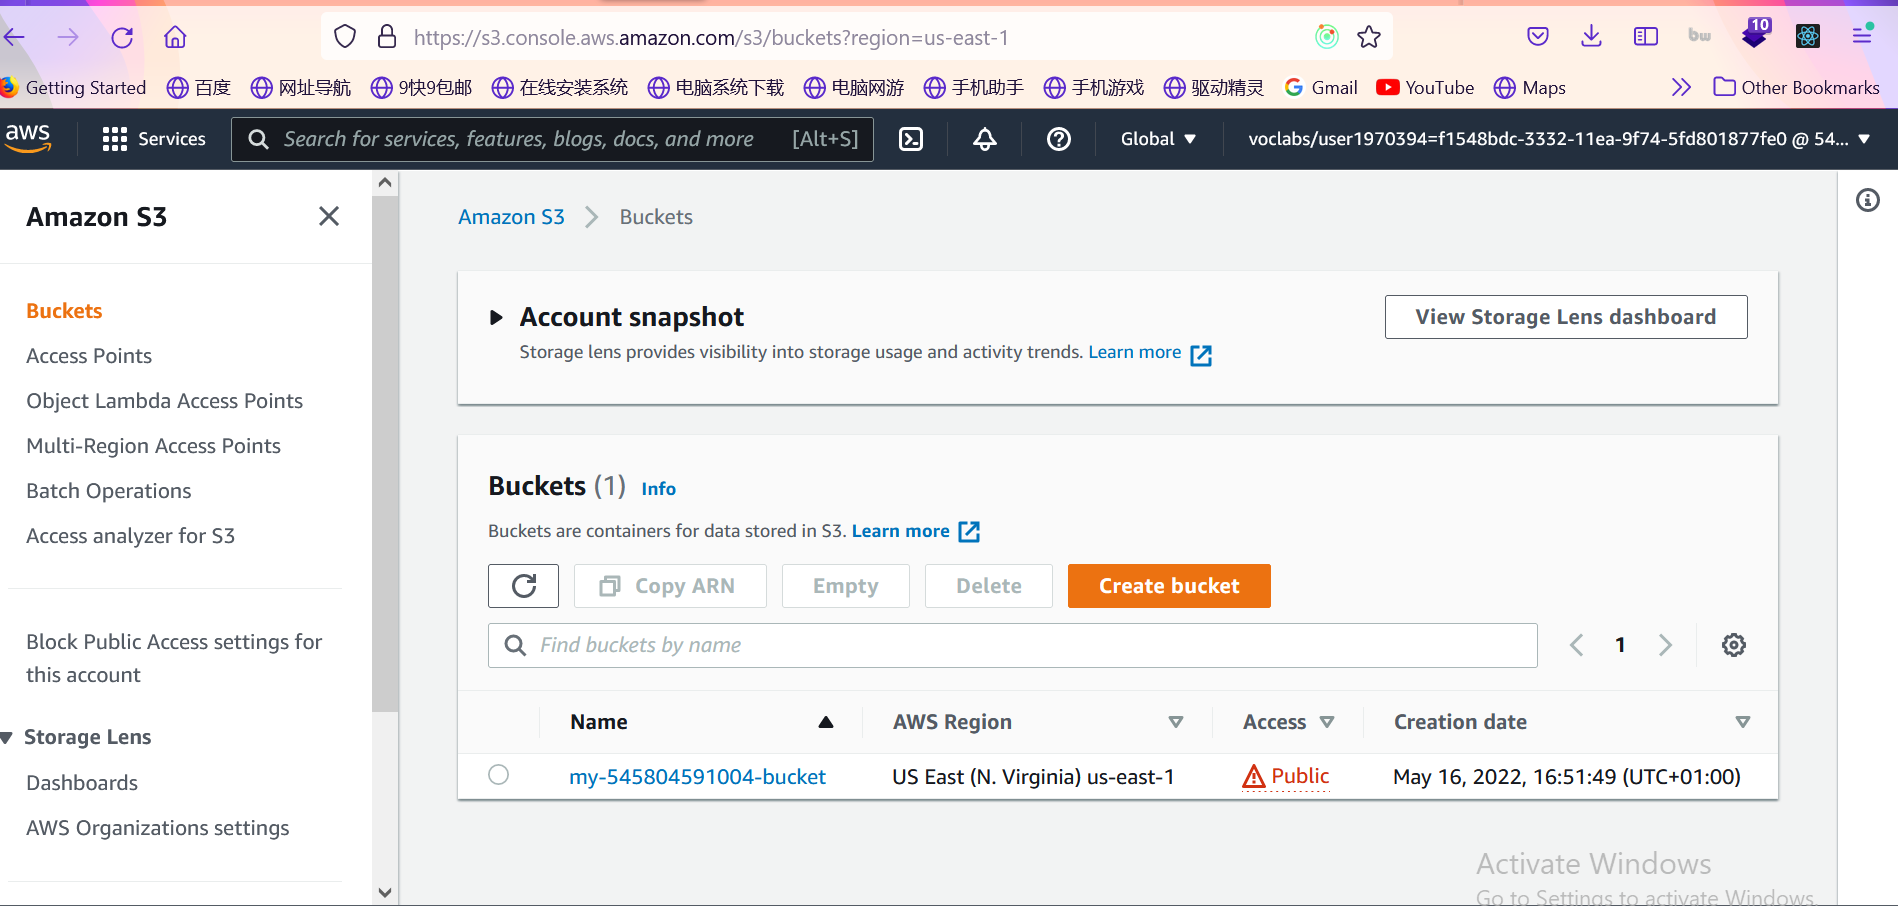 https://s3.console.aws.amazon.com/s3/buckets?region=us-east-1
bw
10
Getting Started 百度 网址导航 9快9包邮 在线安装系统 电脑系统下载 电脑网游 手机助手 手机游戏 驱动精灵 Gmail YouTube Maps Other Bookmarks
aws Services Search for services, features, blogs, docs, and more [Alt+S] Global voclabs/user1970394=f1548bdc-3332-11ea-9f74-5fd801877fe0 @ 54...
Amazon S3
Buckets
Access Points
Object Lambda Access Points
Multi-Region Access Points
Batch Operations
Access analyzer for S3
Block Public Access settings for
this account
Storage Lens
Dashboards
AWS Organizations settings
Amazon S3 Buckets
Account snapshot
Storage lens provides visibility into storage usage and activity trends. Learn more
View Storage Lens dashboard
Buckets (1) Info
Buckets are containers for data stored in S3. Learn more
Copy ARN Empty Delete Create bucket
Find buckets by name
1
Name AWS Region Access Creation date
my-545804591004-bucket US East (N. Virginia) us-east-1 Public May 16, 2022, 16:51:49 (UTC+01:00)
Activate Windows
Go to Settings to activate Windows.